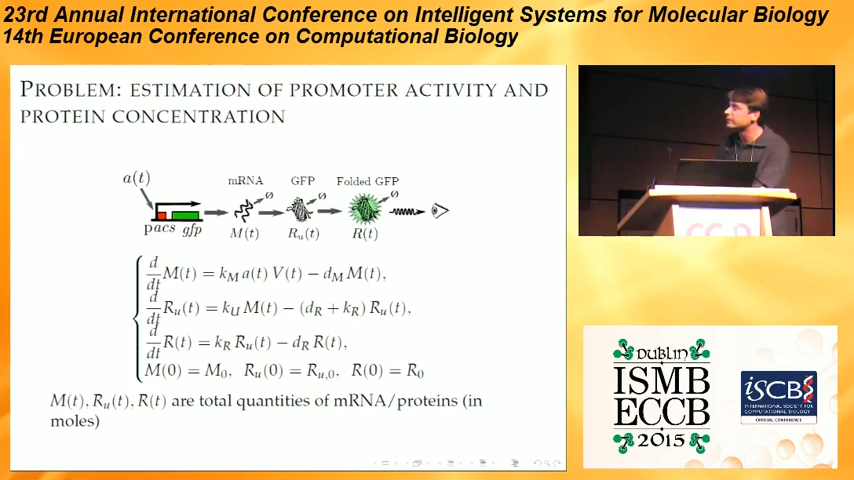 23rd Annual International Conference on Intelligent Systems for Molecular Biology
14th European Conference on Computational Biology
PROBLEM: ESTIMATION OF PROMOTER ACTIVITY AND
PROTEIN CONCENTRATION
a(t)
mRNA
GFP
Folded GFP
∅ ∅ ∅
pacs gfp
M(t)
R_u(t)
R(t)
d/dt M(t) = k_M a(t) V(t) − d_M M(t),
d/dt R_u(t) = k_U M(t) − (d_R + k_R) R_u(t),
d/dt R(t) = k_R R_u(t) − d_R R(t),
M(0) = M_0, R_u(0) = R_{u,0}, R(0) = R_0
M(t), R_u(t), R(t) are total quantities of mRNA/proteins (in
moles)
DUBLIN
ISMB
ECCB
2015
iSCB
INTERNATIONAL SOCIETY FOR
COMPUTATIONAL BIOLOGY
OFFICIAL CONFERENCE